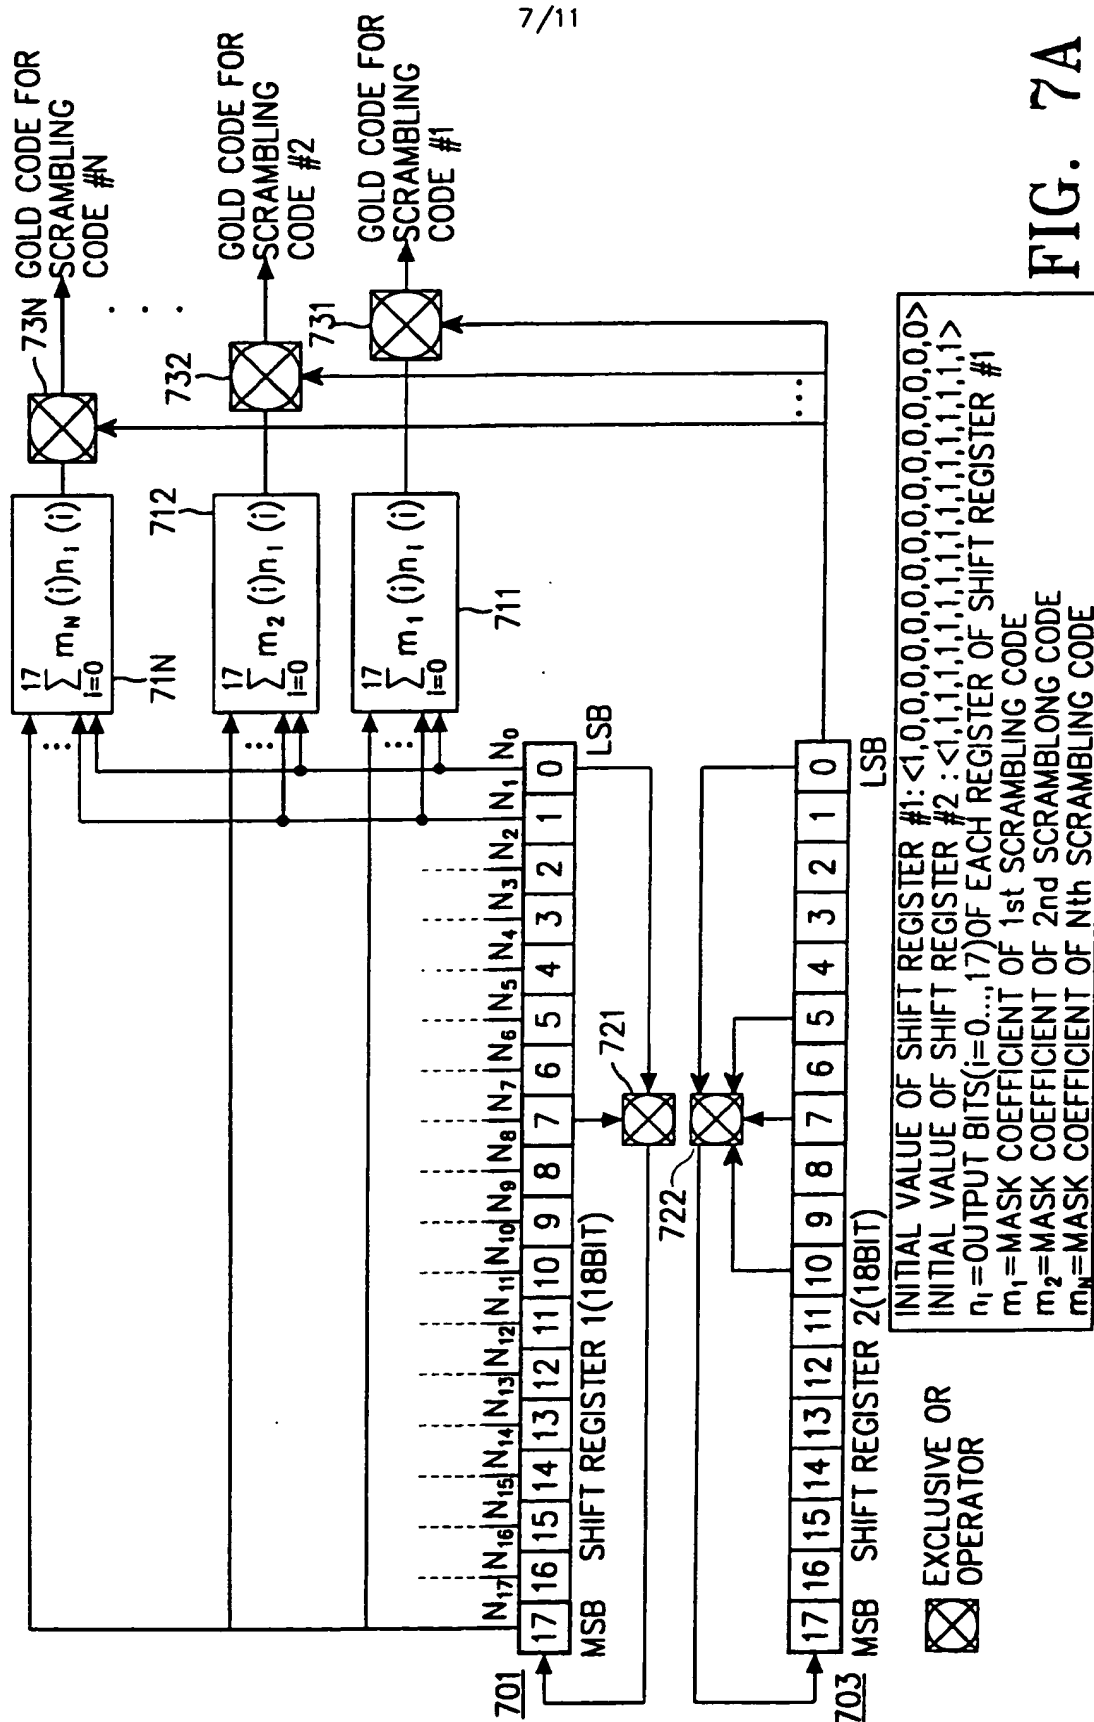 7/11
GOLD CODE FOR
SCRAMBLING
CODE #N
GOLD CODE FOR
SCRAMBLING
CODE #2
GOLD CODE FOR
SCRAMBLING
CODE #1
73N
732
731
. . .
17 Σ i=0 mN (i)n1 (i)
71N
17 Σ i=0 m2 (i)n1 (i)
712
17 Σ i=0 m1 (i)n1 (i)
711
...
...
...
...
N17 N16 N15 N14 N13 N12 N11 N10 N9 N8 N7 N6 N5 N4 N3 N2 N1 N0
17 16 15 14 13 12 11 10 9 8 7 6 5 4 3 2 1 0
701
MSB SHIFT REGISTER 1(18BIT)
LSB
721
722
17 16 15 14 13 12 11 10 9 8 7 6 5 4 3 2 1 0
703
MSB SHIFT REGISTER 2(18BIT)
LSB
EXCLUSIVE OR
OPERATOR
INITIAL VALUE OF SHIFT REGISTER #1:<1,0,0,0,0,0,0,0,0,0,0,0,0,0,0,0,0,0>
INITIAL VALUE OF SHIFT REGISTER #2 :<1,1,1,1,1,1,1,1,1,1,1,1,1,1,1,1,1,1>
n1=OUTPUT BITS(i=0...,17)OF EACH REGISTER OF SHIFT REGISTER #1
m1=MASK COEFFICIENT OF 1st SCRAMBLING CODE
m2=MASK COEFFICIENT OF 2nd SCRAMBLONG CODE
mN=MASK COEFFICIENT OF Nth SCRAMBLING CODE
FIG. 7A